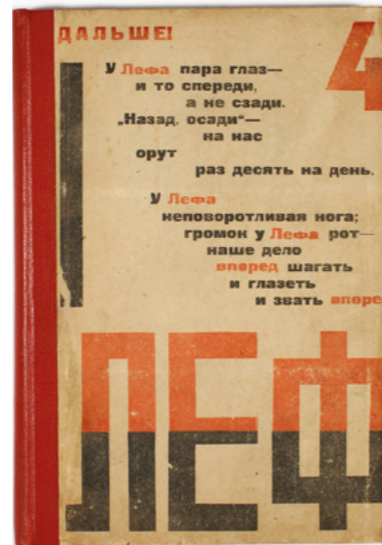 ДАЛЬШЕ!
4
У Лефа пара глаз—
и то спереди,
а не сзади.
„Назад, осади“—
на нас
орут
раз десять на день.
У Лефа
неповоротливая нога;
громок у Лефа рот—
наше дело
вперед шагать
и глазеть
и звать впере
ЛЕФ